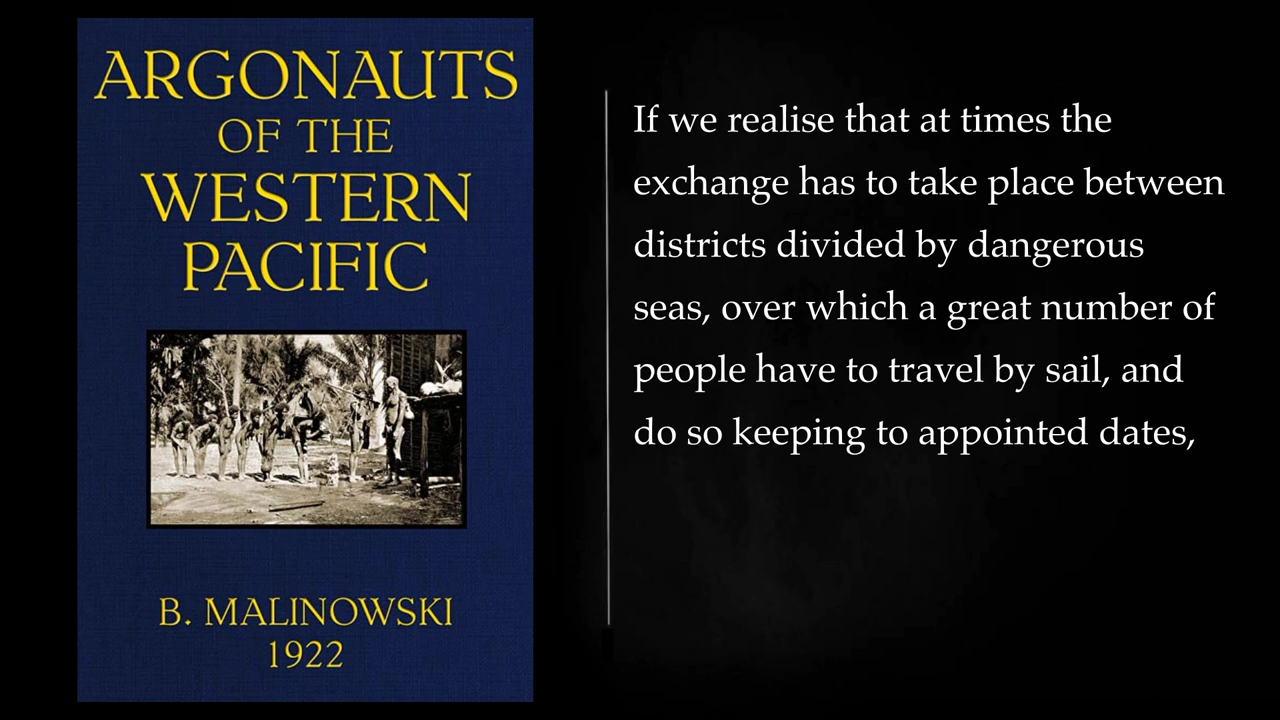 ARGONAUTS
OF THE
WESTERN
PACIFIC
B. MALINOWSKI
1922
If we realise that at times the
exchange has to take place between
districts divided by dangerous
seas, over which a great number of
people have to travel by sail, and
do so keeping to appointed dates,